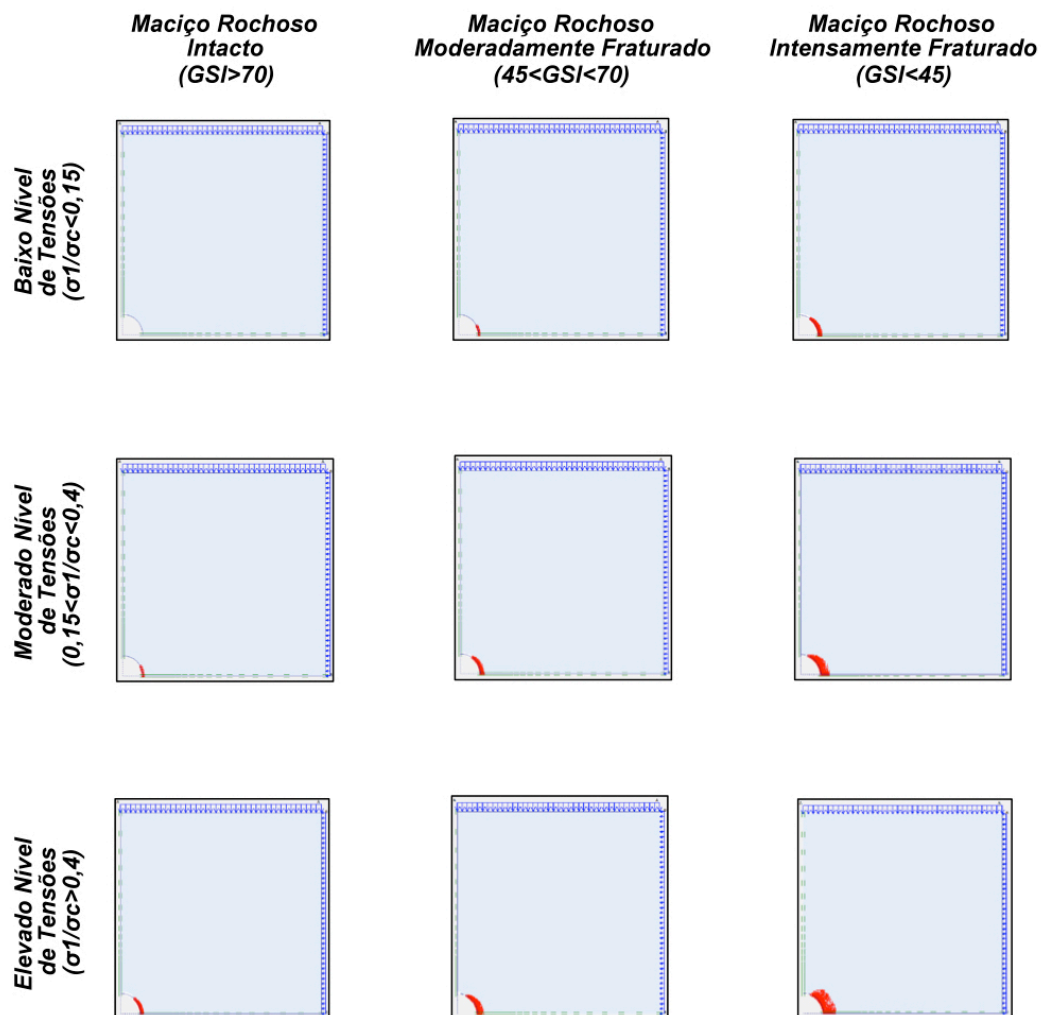 Maciço Rochoso
Intacto
(GSI>70)
Maciço Rochoso
Moderadamente Fraturado
(45<GSI<70)
Maciço Rochoso
Intensamente Fraturado
(GSI<45)
Baixo Nível
de Tensões
(σ1/σc<0,15)
Moderado Nível
de Tensões
(0,15<σ1/σc<0,4)
Elevado Nível
de Tensões
(σ1/σc>0,4)